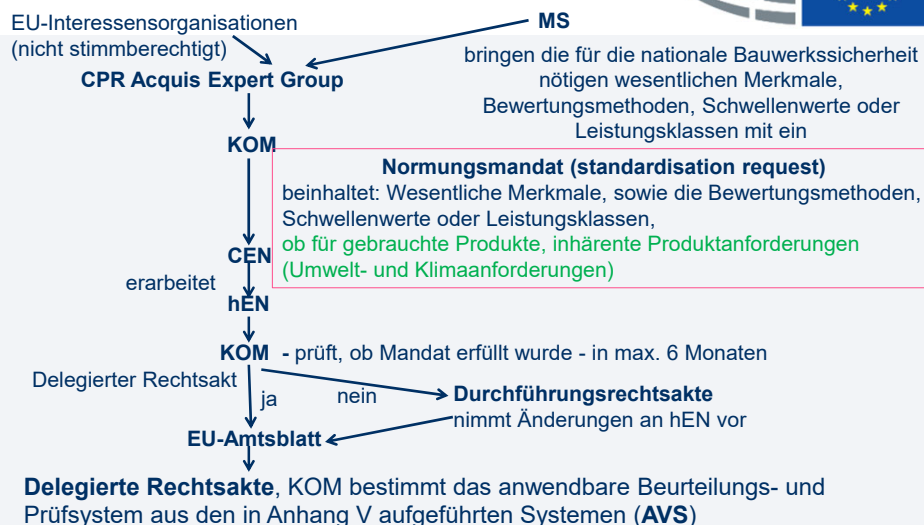 EU-Interessensorganisationen
(nicht stimmberechtigt)
MS
bringen die für die nationale Bauwerkssicherheit
nötigen wesentlichen Merkmale,
Bewertungsmethoden, Schwellenwerte oder
Leistungsklassen mit ein
CPR Acquis Expert Group
KOM
Normungsmandat (standardisation request)
beinhaltet: Wesentliche Merkmale, sowie die Bewertungsmethoden,
Schwellenwerte oder Leistungsklassen,
ob für gebrauchte Produkte, inhärente Produktanforderungen
(Umwelt- und Klimaanforderungen)
CEN
erarbeitet
hEN
KOM - prüft, ob Mandat erfüllt wurde - in max. 6 Monaten
Delegierter Rechtsakt
ja
nein
Durchführungsrechtsakte
nimmt Änderungen an hEN vor
EU-Amtsblatt
Delegierte Rechtsakte, KOM bestimmt das anwendbare Beurteilungs- und
Prüfsystem aus den in Anhang V aufgeführten Systemen (AVS)